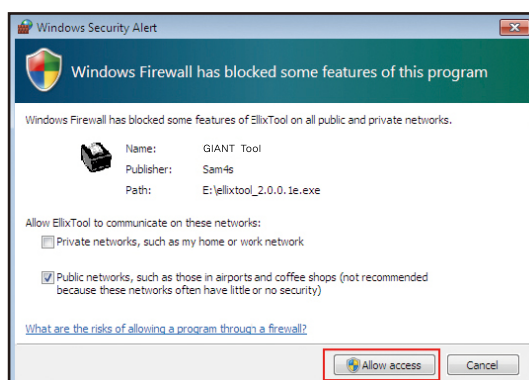 Windows Security Alert
Windows Firewall has blocked some features of this program
Windows Firewall has blocked some features of EllixTool on all public and private networks.
Name: GIANT Tool
Publisher: Sam4s
Path: E:\ellixtool_2.0.0.1e.exe
Allow EllixTool to communicate on these networks:
Private networks, such as my home or work network
Public networks, such as those in airports and coffee shops (not recommended
because these networks often have little or no security)
What are the risks of allowing a program through a firewall?
Allow access Cancel